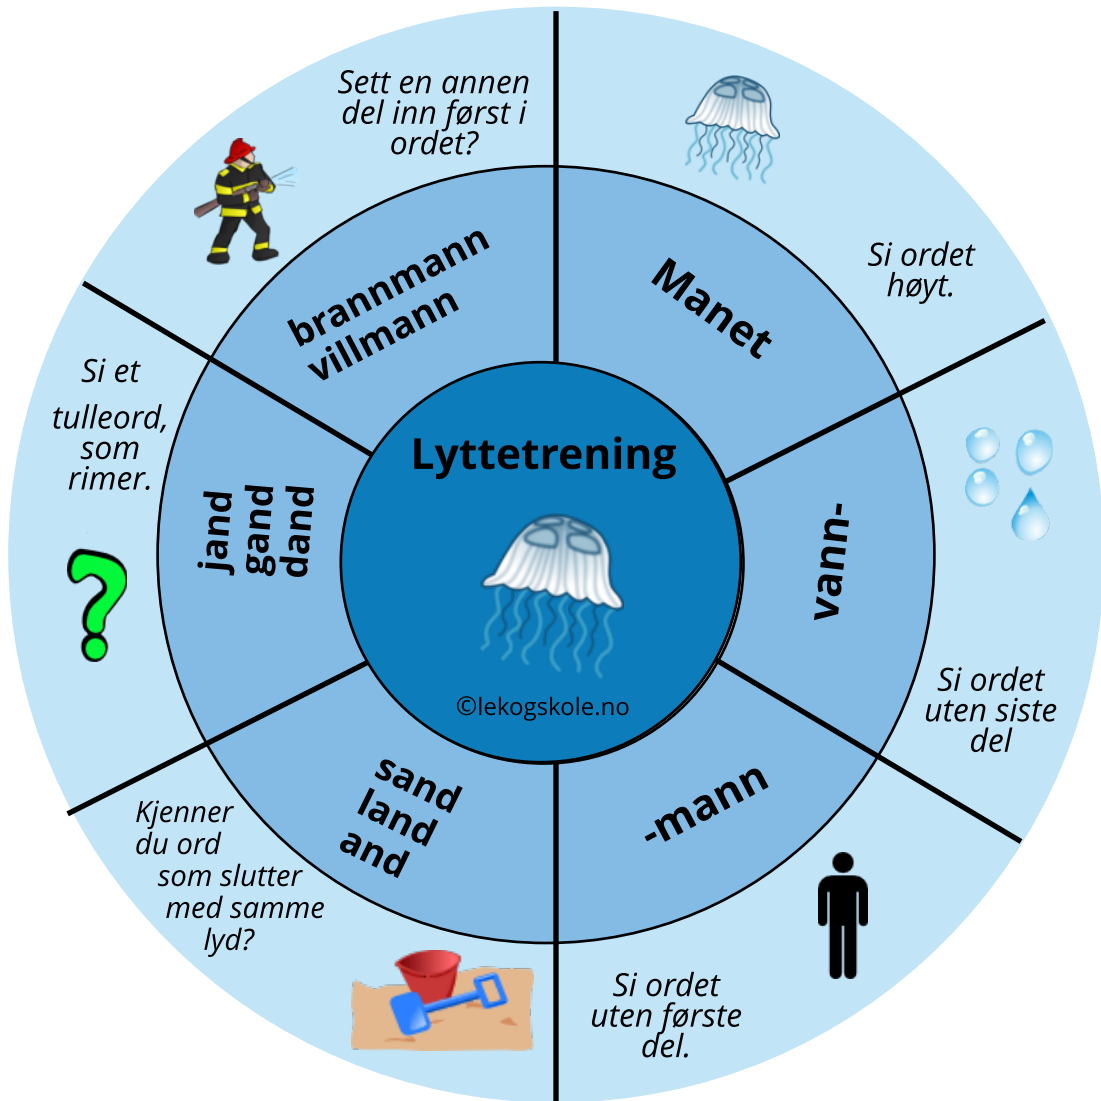 Lyttetrening
©lekogskole.no
Manet
Si ordet
høyt.
vann-
Si ordet
uten siste
del
-mann
Si ordet
uten første
del.
sand
land
and
Kjenner
du ord
som slutter
med samme
lyd?
jand
gand
dand
Si et
tulleord,
som
rimer.
brannmann
villmann
Sett en annen
del inn først i
ordet?